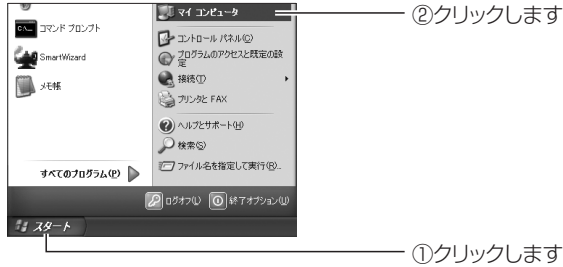 マイ コンピュータ
②クリックします
コマンド プロンプト
SmartWizard
メモ帳
すべてのプログラム(P)
コントロール パネル(C)
プログラムのアクセスと既定の設
定
接続(T)
プリンタと FAX
ヘルプとサポート(H)
検索(S)
ファイル名を指定して実行(R)...
ログオフ(L)
終了オプション(U)
スタート
①クリックします